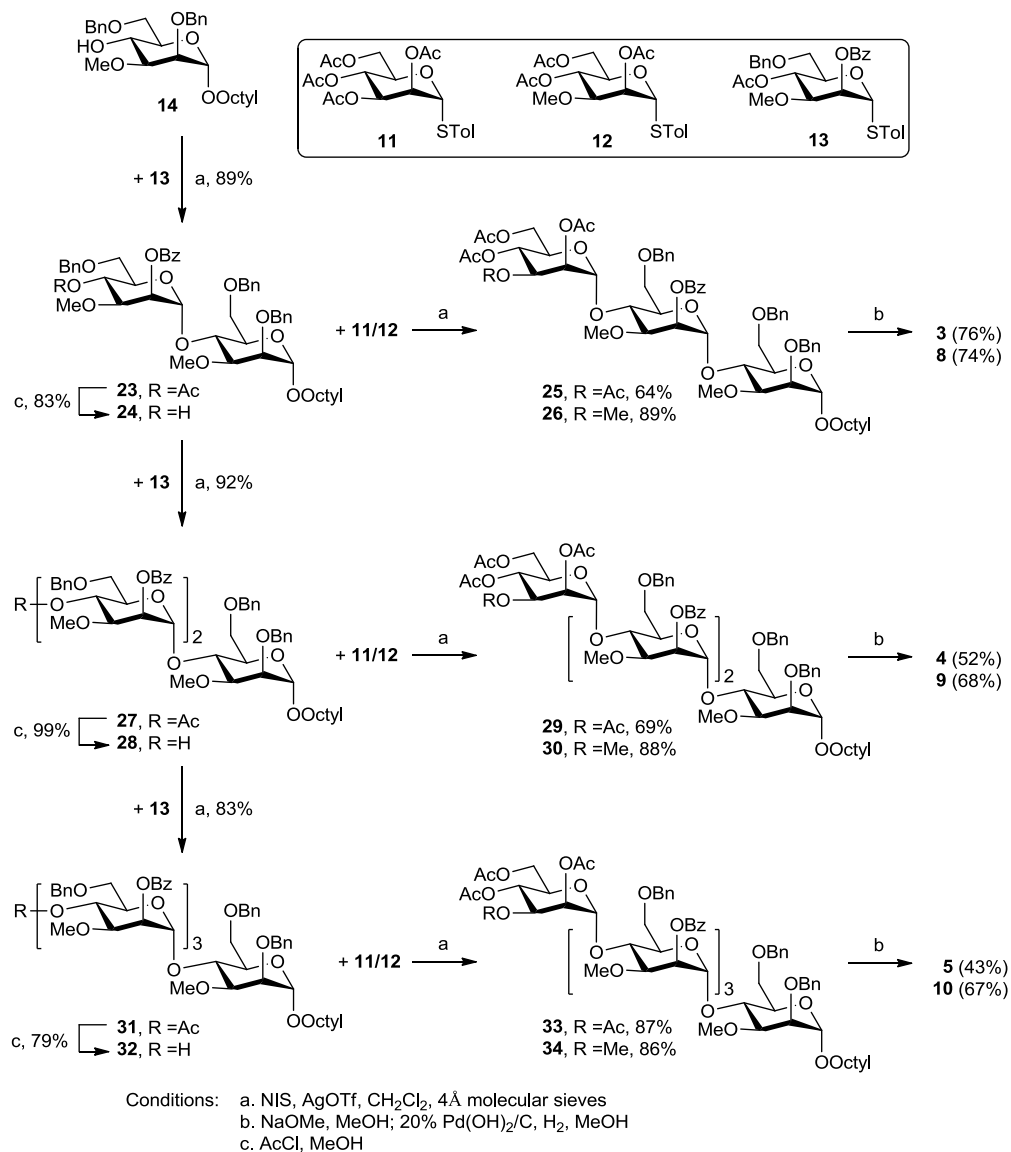 BnO OBn
HO O
MeO
OOctyl
14
AcO OAc
AcO O
AcO
STol
11
AcO OAc
AcO O
MeO
STol
12
BnO OBz
AcO O
MeO
STol
13
+ 13 a, 89%
BnO OBz
RO O
MeO
OBn
O OBn
O
MeO
OOctyl
23, R =Ac
c, 83%
24, R =H
+ 11/12 a
AcO OAc
AcO O
RO
OBn
O OBz
O
MeO
OBn
O OBn
O
MeO
OOctyl
25, R =Ac, 64%
26, R =Me, 89%
b
3 (76%)
8 (74%)
+ 13 a, 92%
BnO OBz
R O O
MeO 2
OBn
O OBn
O
MeO
OOctyl
27, R =Ac
c, 99%
28, R =H
+ 11/12 a
AcO OAc
AcO O
RO
OBn
O OBz
O
MeO 2
OBn
O OBn
O
MeO
OOctyl
29, R =Ac, 69%
30, R =Me, 88%
b
4 (52%)
9 (68%)
+ 13 a, 83%
BnO OBz
R O O
MeO 3
OBn
O OBn
O
MeO
OOctyl
31, R =Ac
c, 79%
32, R =H
+ 11/12 a
AcO OAc
AcO O
RO
OBn
O OBz
O
MeO 3
OBn
O OBn
O
MeO
OOctyl
33, R =Ac, 87%
34, R =Me, 86%
b
5 (43%)
10 (67%)
Conditions: a. NIS, AgOTf, CH2Cl2, 4Å molecular sieves
b. NaOMe, MeOH; 20% Pd(OH)2/C, H2, MeOH
c. AcCl, MeOH